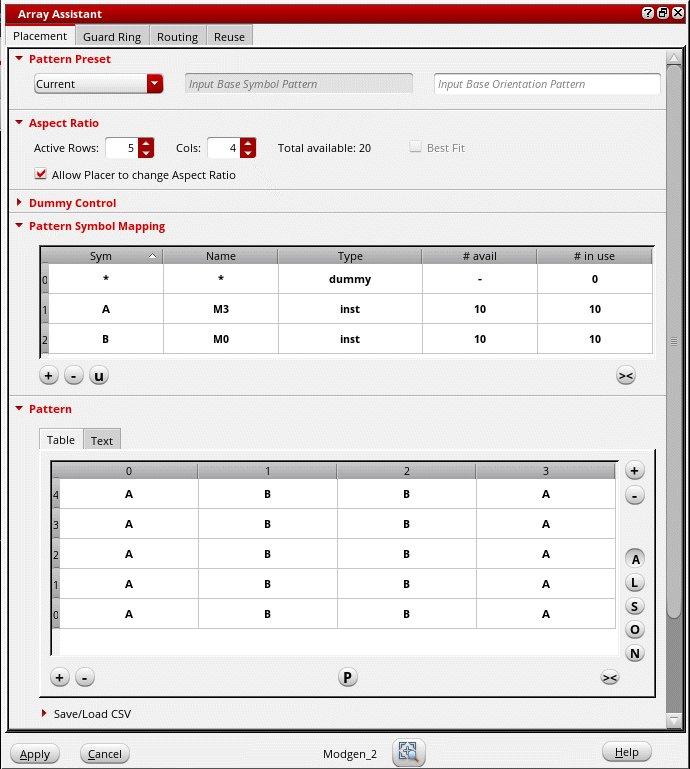 Array Assistant
Placement Guard Ring Routing Reuse
Pattern Preset
Current Input Base Symbol Pattern Input Base Orientation Pattern
Aspect Ratio
Active Rows: 5 Cols: 4 Total available: 20 Best Fit
Allow Placer to change Aspect Ratio
Dummy Control
Pattern Symbol Mapping
Sym Name Type # avail # in use
0 * * dummy - 0
1 A M3 inst 10 10
2 B M0 inst 10 10
+ - u ><
Pattern
Table Text
0 1 2 3 +
4 A B B A -
3 A B B A
2 A B B A A
1 A B B A L
0 A B B A S
O
N
+ - P ><
Save/Load CSV
Apply Cancel Modgen_2 Help